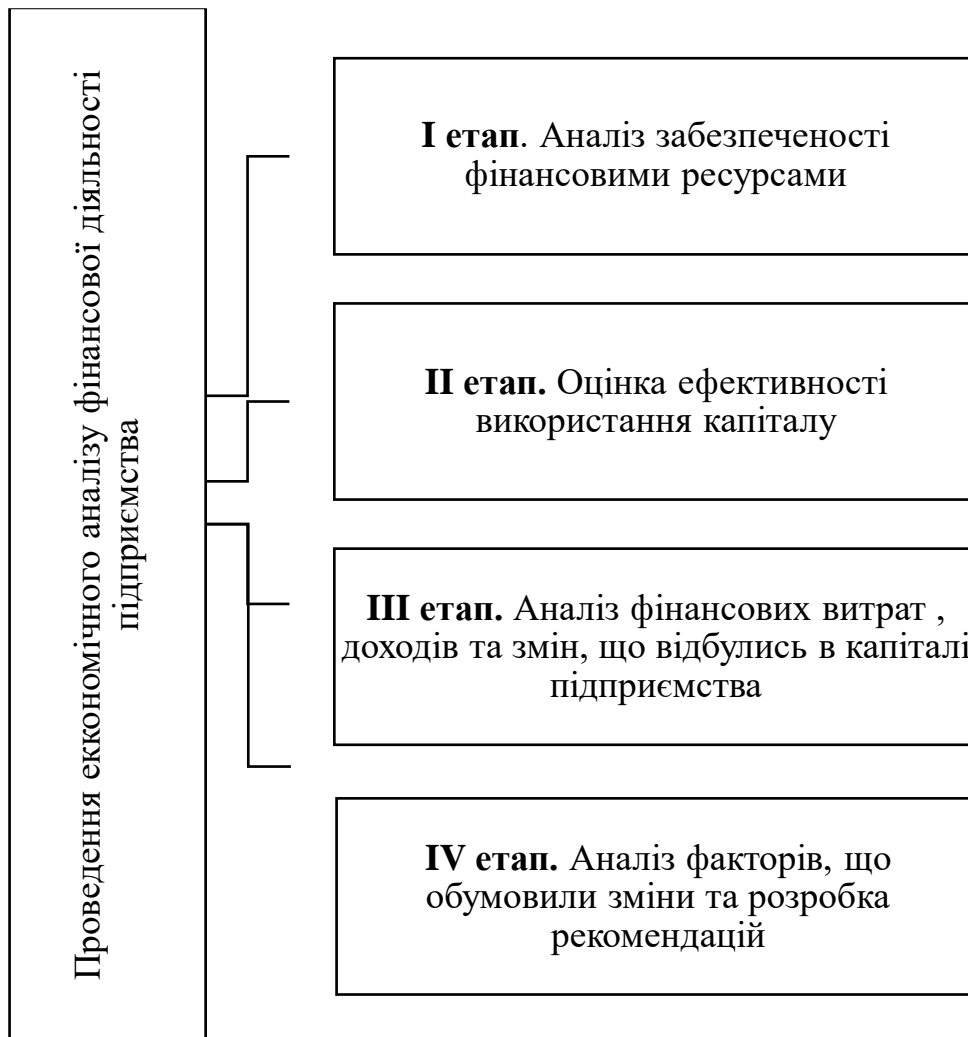 Проведення еккономічного аналізу фінансової діяльності
підприємства
I етап. Аналіз забезпеченості
фінансовими ресурсами
II етап. Оцінка ефективності
використання капіталу
III етап. Аналіз фінансових витрат ,
доходів та змін, що відбулись в капіталі
підприємства
IV етап. Аналіз факторів, що
обумовили зміни та розробка
рекомендацій